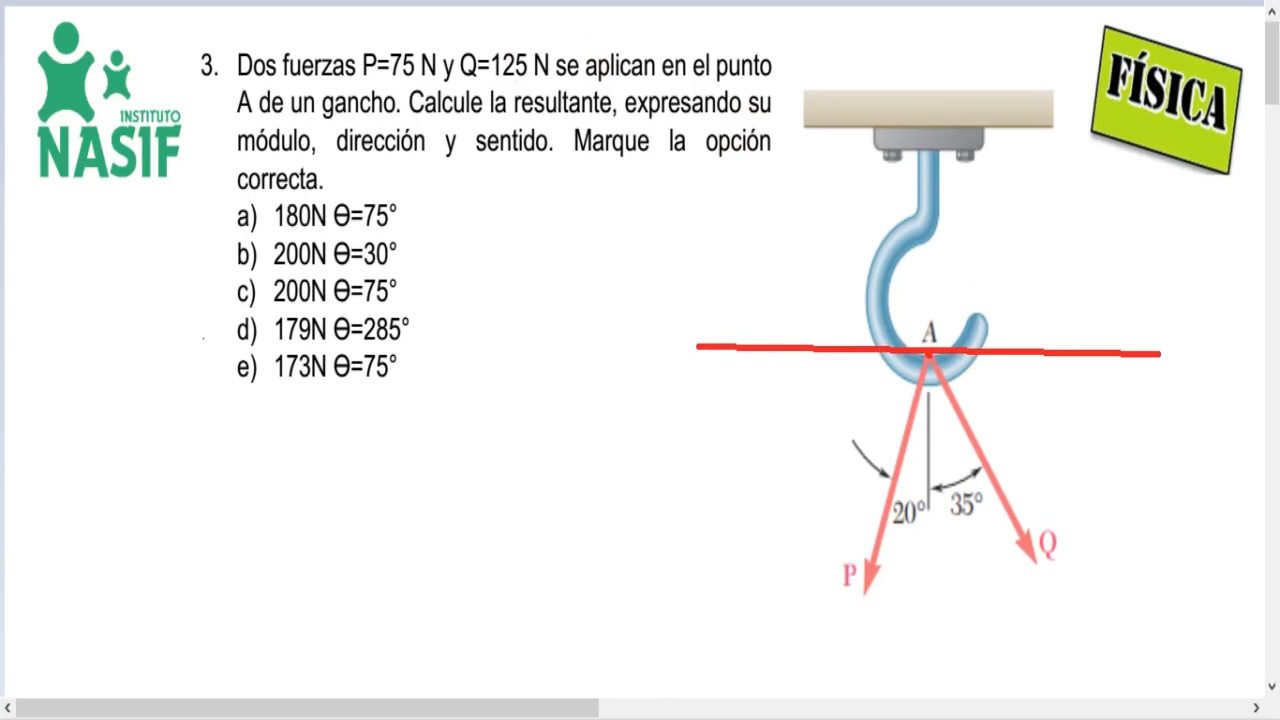 INSTITUTO
NASIF
3. Dos fuerzas P=75 N y Q=125 N se aplican en el punto
A de un gancho. Calcule la resultante, expresando su
módulo, dirección y sentido. Marque la opción
correcta.
a) 180N Ɵ=75°
b) 200N Ɵ=30°
c) 200N Ɵ=75°
d) 179N Ɵ=285°
e) 173N Ɵ=75°
FÍSICA
A
20°
35°
P
Q